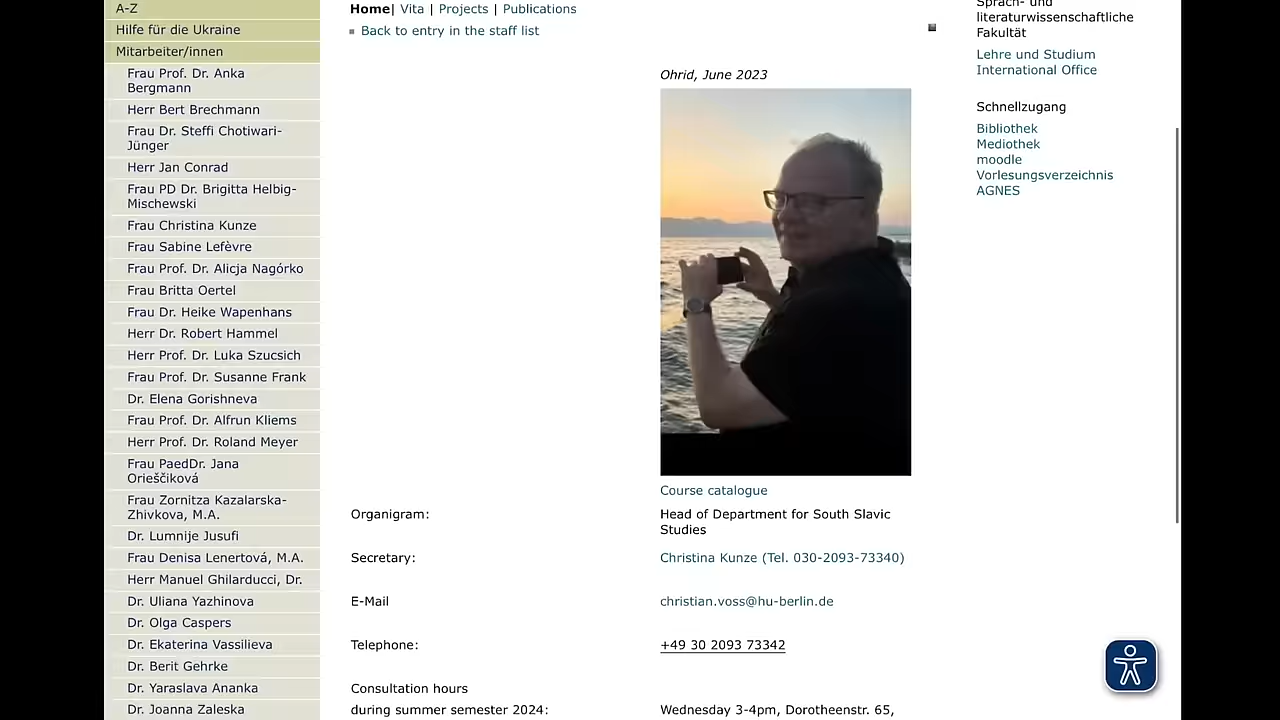 A-Z
Hilfe für die Ukraine
Mitarbeiter/innen
Frau Prof. Dr. Anka
Bergmann
Herr Bert Brechmann
Frau Dr. Steffi Chotiwari-
Jünger
Herr Jan Conrad
Frau PD Dr. Brigitta Helbig-
Mischewski
Frau Christina Kunze
Frau Sabine Lefèvre
Frau Prof. Dr. Alicja Nagórko
Frau Britta Oertel
Frau Dr. Heike Wapenhans
Herr Dr. Robert Hammel
Herr Prof. Dr. Luka Szucsich
Frau Prof. Dr. Susanne Frank
Dr. Elena Gorishneva
Frau Prof. Dr. Alfrun Kliems
Herr Prof. Dr. Roland Meyer
Frau PaedDr. Jana
Orieščiková
Frau Zornitza Kazalarska-
Zhivkova, M.A.
Dr. Lumnije Jusufi
Frau Denisa Lenertová, M.A.
Herr Manuel Ghilarducci, Dr.
Dr. Uliana Yazhinova
Dr. Olga Caspers
Dr. Ekaterina Vassilieva
Dr. Berit Gehrke
Dr. Yaraslava Ananka
Dr. Joanna Zaleska
Home| Vita | Projects | Publications
Back to entry in the staff list
Ohrid, June 2023
Course catalogue
Organigram: Head of Department for South Slavic
Studies
Secretary: Christina Kunze (Tel. 030-2093-73340)
E-Mail christian.voss@hu-berlin.de
Telephone: +49 30 2093 73342
Consultation hours
during summer semester 2024: Wednesday 3-4pm, Dorotheenstr. 65,
Sprach- und
literaturwissenschaftliche
Fakultät
Lehre und Studium
International Office
Schnellzugang
Bibliothek
Mediothek
moodle
Vorlesungsverzeichnis
AGNES